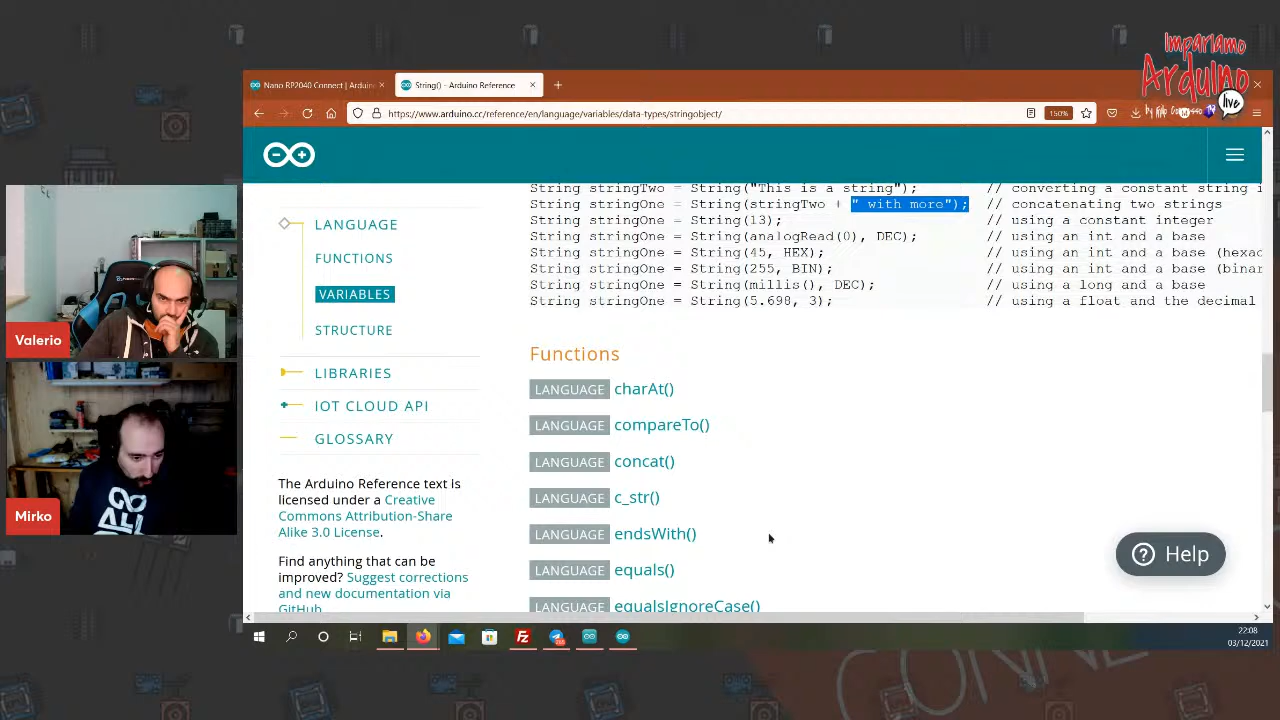 Impariamo
Arduino
live
Nano RP2040 Connect | Arduin
String() - Arduino Reference
https://www.arduino.cc/reference/en/language/variables/data-types/stringobject/
150%
String stringTwo = String("This is a string"); // converting a constant string i
String stringOne = String(stringTwo + " with more"); // concatenating two strings
String stringOne = String(13); // using a constant integer
String stringOne = String(analogRead(0), DEC); // using an int and a base
String stringOne = String(45, HEX); // using an int and a base (hexad
String stringOne = String(255, BIN); // using an int and a base (binar
String stringOne = String(millis(), DEC); // using a long and a base
String stringOne = String(5.698, 3); // using a float and the decimal
LANGUAGE
FUNCTIONS
VARIABLES
STRUCTURE
LIBRARIES
IOT CLOUD API
GLOSSARY
The Arduino Reference text is
licensed under a Creative
Commons Attribution-Share
Alike 3.0 License.
Find anything that can be
improved? Suggest corrections
and new documentation via
GitHub.
Functions
LANGUAGE charAt()
LANGUAGE compareTo()
LANGUAGE concat()
LANGUAGE c_str()
LANGUAGE endsWith()
LANGUAGE equals()
LANGUAGE equalsIgnoreCase()
Help
Valerio
Mirko
22:08
03/12/2021
CONNE